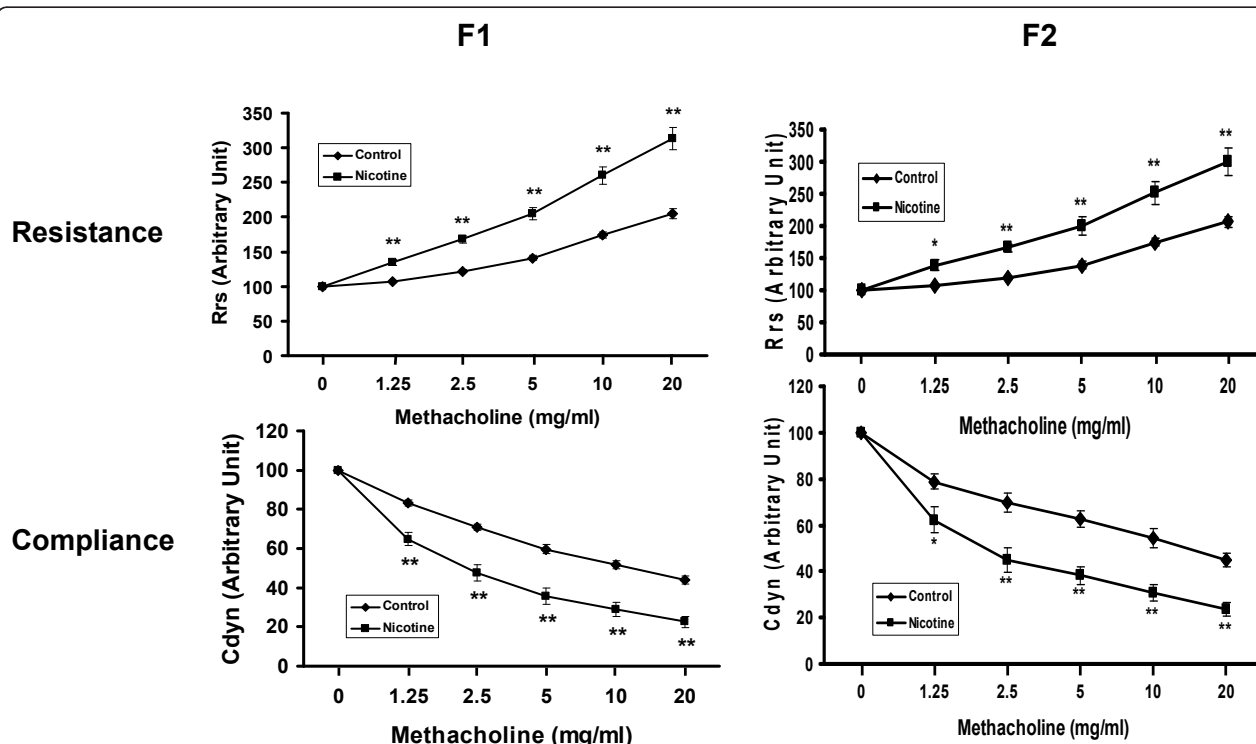 F1
F2
Resistance
Rrs (Arbitrary Unit)
350
300
250
200
150
100
50
0
Control
Nicotine
**
**
**
**
**
0 1.25 2.5 5 10 20
Methacholine (mg/ml)
Rrs (Arbitrary Unit)
350
300
250
200
150
100
50
0
Control
Nicotine
*
**
**
**
**
0 1.25 2.5 5 10 20
Methacholine (mg/ml)
Compliance
Cdyn (Arbitrary Unit)
120
100
80
60
40
20
0
Control
Nicotine
**
**
**
**
**
0 1.25 2.5 5 10 20
Methacholine (mg/ml)
Cdyn (Arbitrary Unit)
120
100
80
60
40
20
0
Control
Nicotine
*
**
**
**
**
0 1.25 2.5 5 10 20
Methacholine (mg/ml)